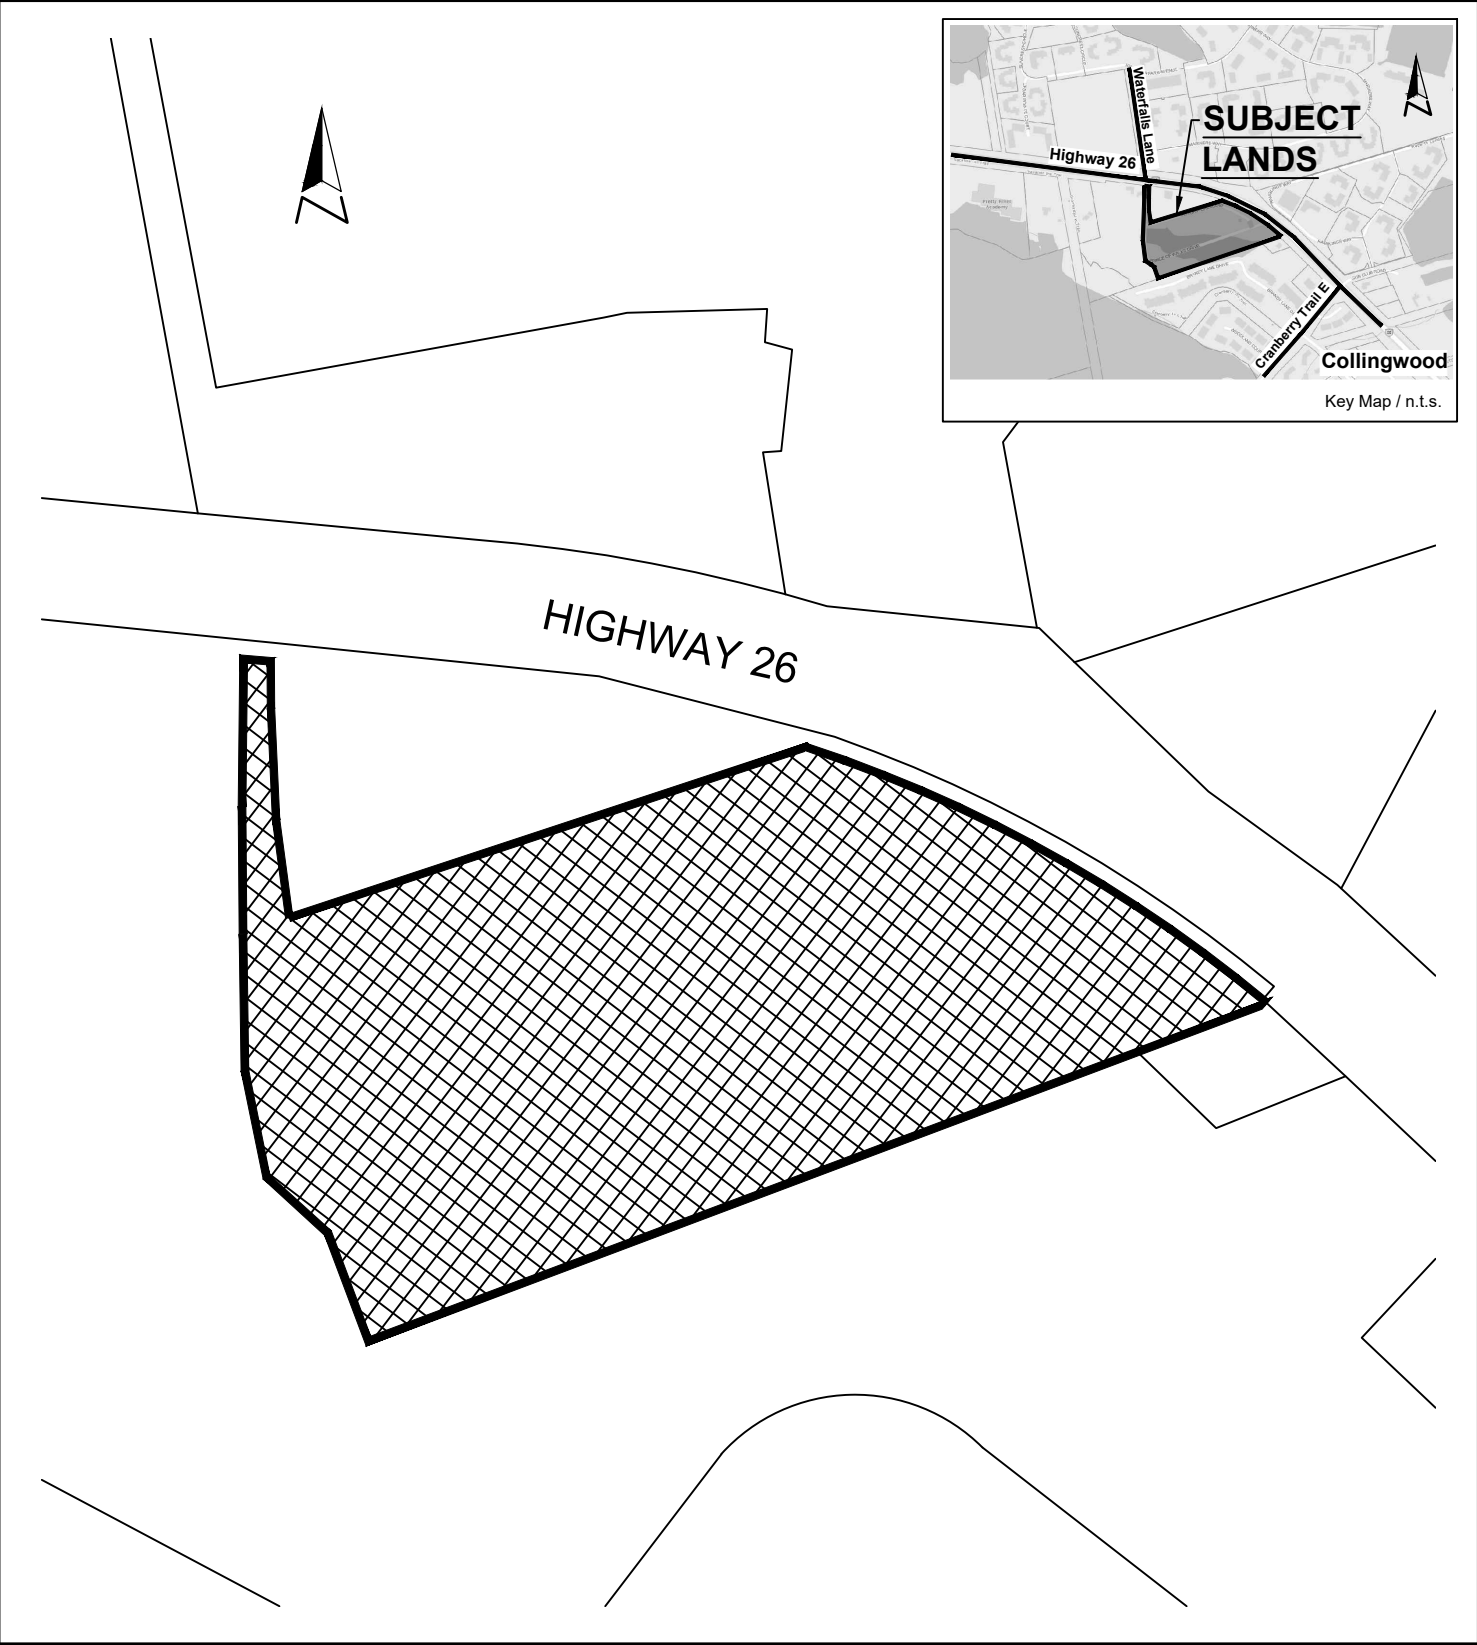 Waterfalls Lane
SUBJECT
LANDS
Highway 26
Cranberry Trail E
Collingwood
Key Map / n.t.s.
HIGHWAY 26